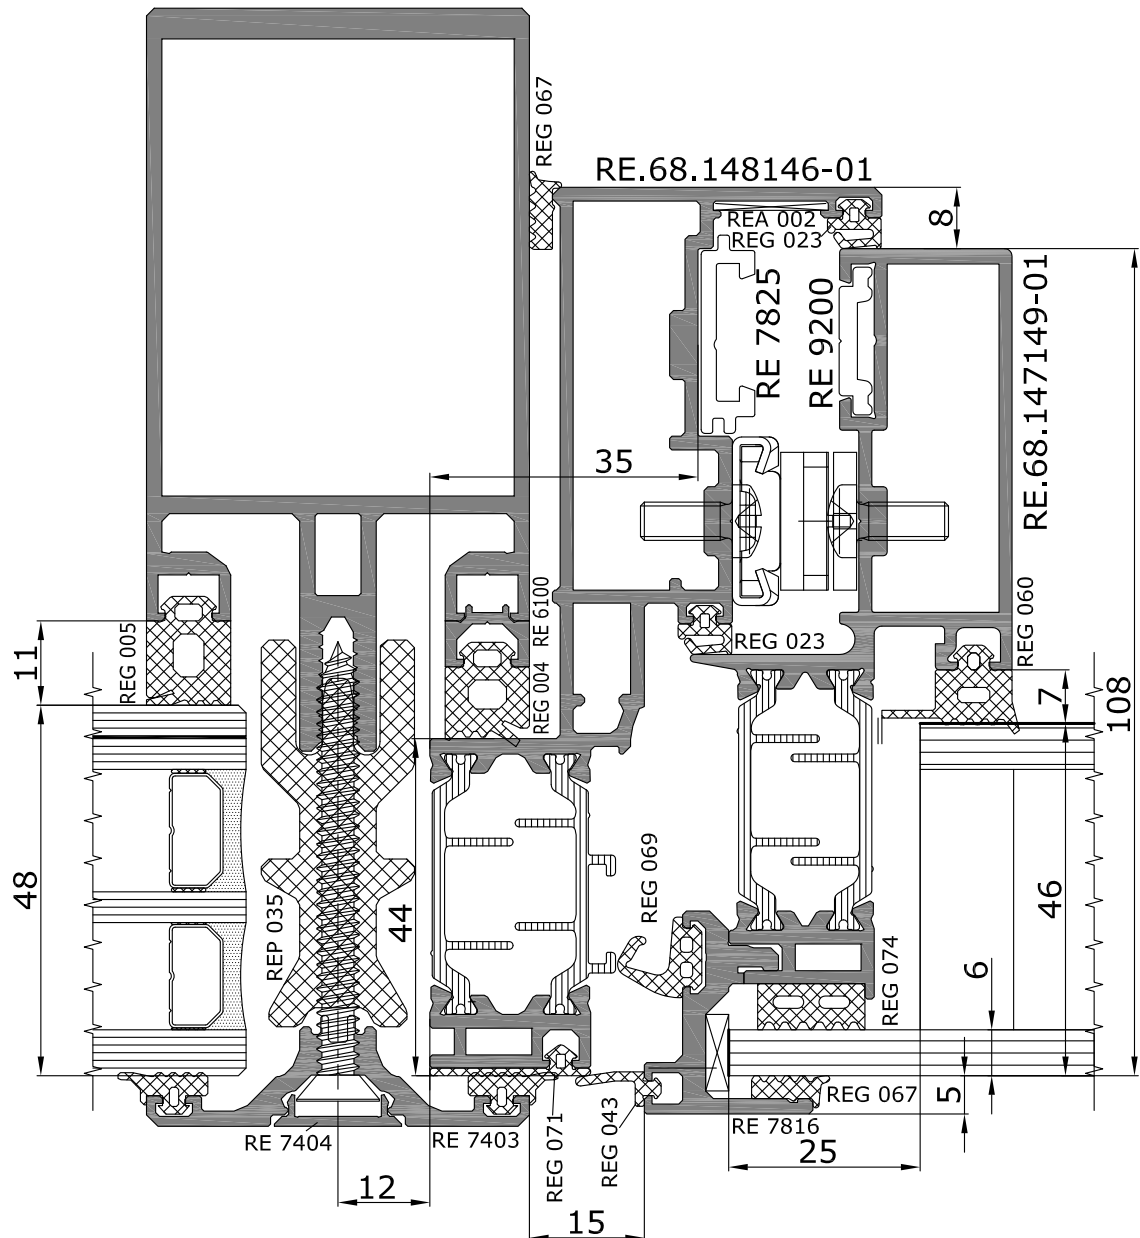 REG 067
RE.68.148146-01
REA 002
REG 023
8
RE 7825
RE 9200
RE.68.147149-01
35
11
REG 005
RE 6100
REG 004
REG 023
REG 060
7
108
48
REP 035
44
REG 069
REG 074
46
6
5
REG 067
RE 7404
RE 7403
REG 071
REG 043
RE 7816
25
12
15